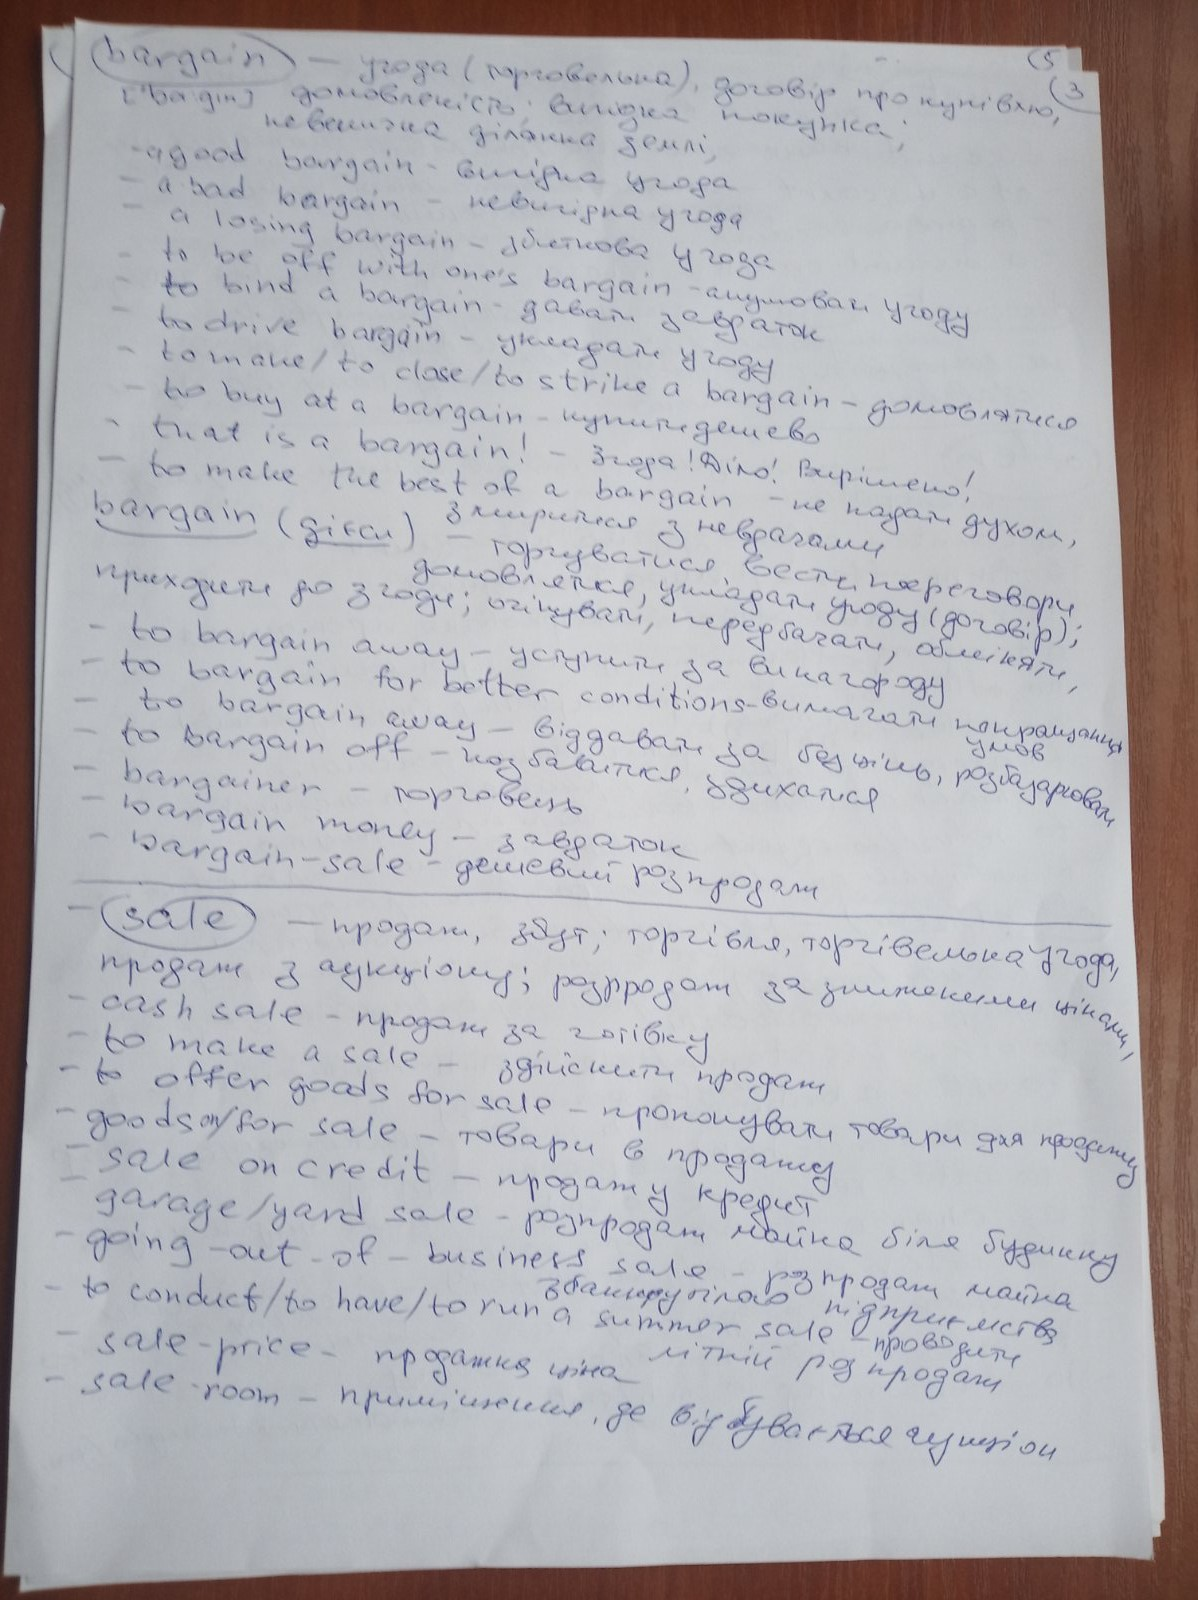 bargain — угода (торговельна), договір про купівлю,
["bagin] домовленість; вигідна покупка;
невелична ділянка землі,
- a good bargain - вигідна угода
- a bad bargain - невигідна угода
- a losing bargain - збиткова угода
- to be off with one's bargain - анулювати угоду
- to bind a bargain - давати завдаток
- to drive bargain - укладати угоду
- to make/to close/to strike a bargain - домовлятися
- to buy at a bargain - купити дешево
- that is a bargain! - Згода! Діло! Вирішено!
- to make the best of a bargain - не падати духом,
змиритися з невдачами
bargain (дієсл) - торгуватися, вести переговори
домовлятися, укладати угоду (договір);
приходити до згоди; очікувати, передбачати, обміняти,
- to bargain away - уступити за винагороду
- to bargain for better conditions - вимагати покращання
умов
- to bargain away - віддавати за безцінь, розбазарювати
- to bargain off - позбавитися, здихатися
- bargainer - торговець
- bargain money - завдаток
- bargain-sale - дешевий розпродаж
- sale - продаж, збут; торгівля, торгівельна угода,
продаж з аукціону; розпродаж за зниженими цінами,
- cash sale - продаж за готівку
- to make a sale - здійснити продаж
- to offer goods for sale - пропонувати товари для продажу
- goods on/for sale - товари в продажу
- sale on credit - продаж у кредит
- garage/yard sale - розпродаж майна біля будинку
- going-out-of-business sale - розпродаж майна
збанкрутілого підприємства
- to conduct/to have/to run a summer sale - проводити
літній розпродаж
- sale-price - продажна ціна
- sale-room - приміщення, де відбувається аукціон
(5
(3